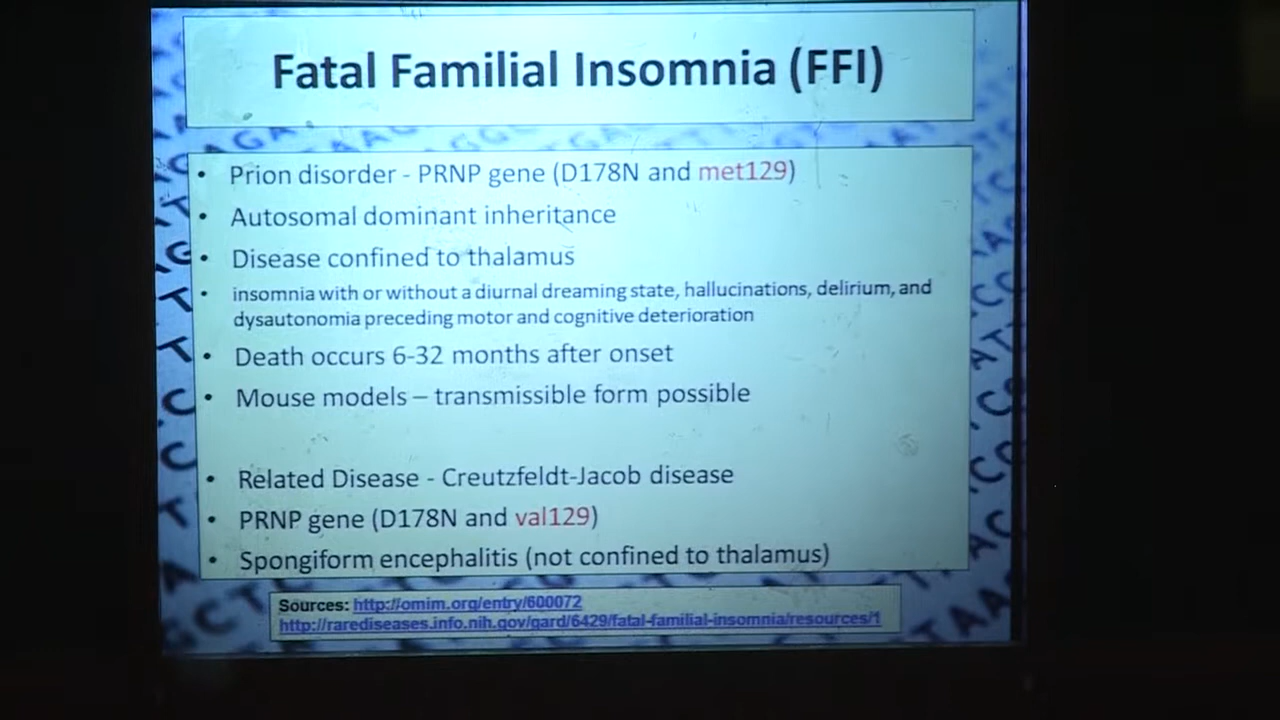 Fatal Familial Insomnia (FFI)
• Prion disorder - PRNP gene (D178N and met129)
• Autosomal dominant inheritance
• Disease confined to thalamus
• insomnia with or without a diurnal dreaming state, hallucinations, delirium, and
dysautonomia preceding motor and cognitive deterioration
• Death occurs 6-32 months after onset
• Mouse models – transmissible form possible
• Related Disease - Creutzfeldt-Jacob disease
• PRNP gene (D178N and val129)
• Spongiform encephalitis (not confined to thalamus)
Sources: http://omim.org/entry/600072
http://rarediseases.info.nih.gov/gard/6429/fatal-familial-insomnia/resources/1